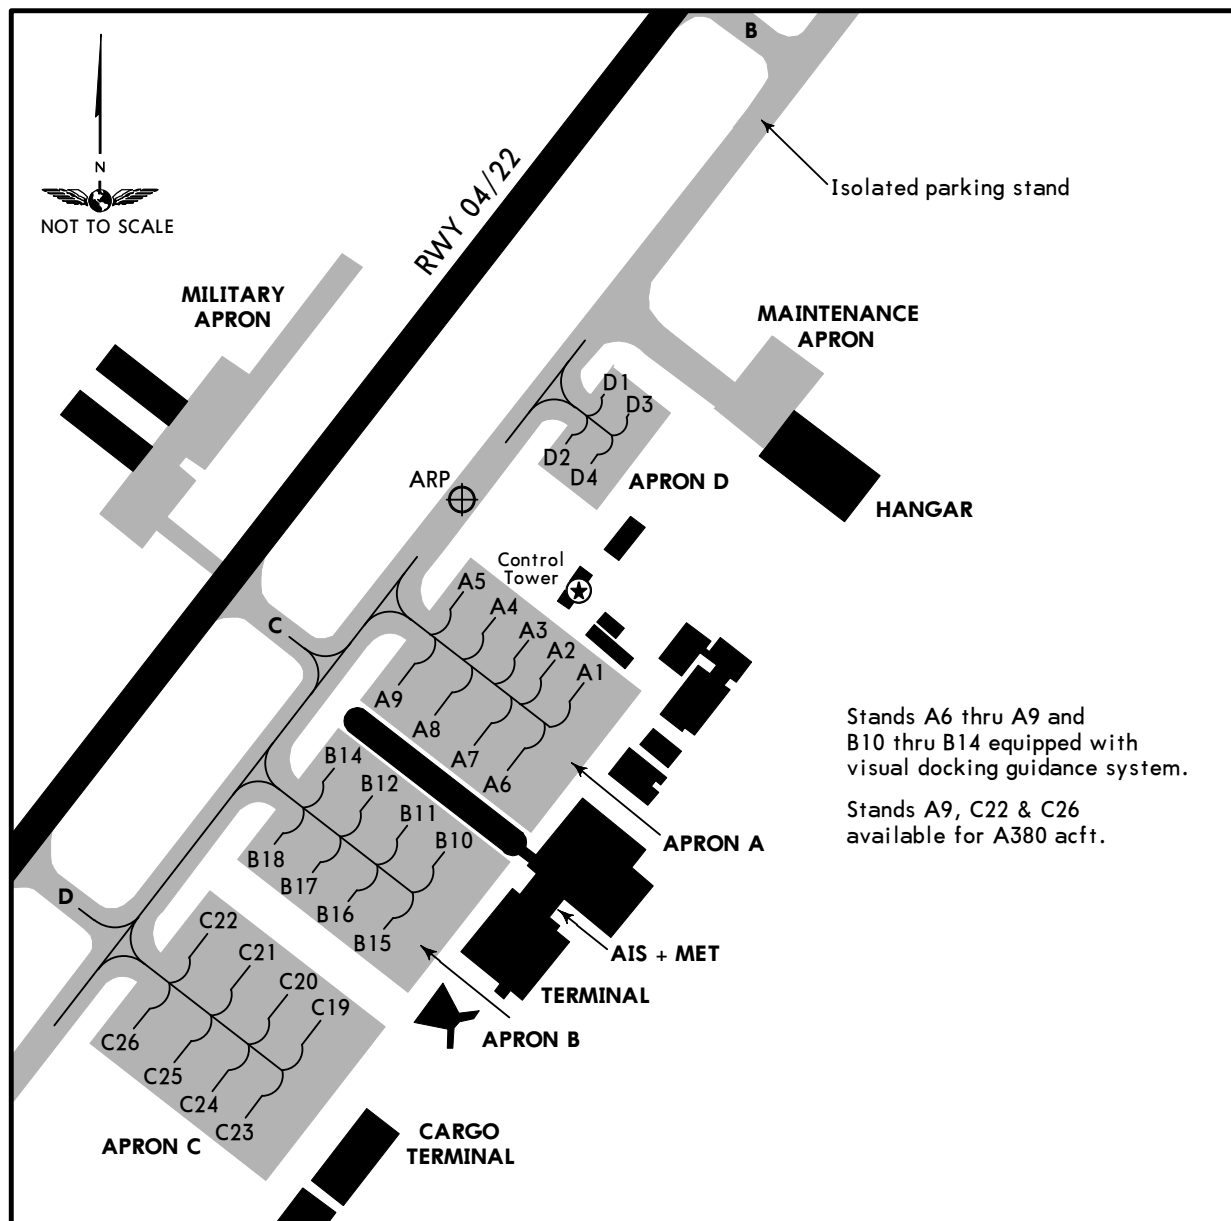 B
Isolated parking stand
N
NOT TO SCALE
RWY 04/22
MILITARY
APRON
MAINTENANCE
APRON
D1
D3
D2
D4
APRON D
HANGAR
ARP
Control
Tower
A5
A4
A3
A2
A1
A9
A8
A7
A6
C
Stands A6 thru A9 and
B10 thru B14 equipped with
visual docking guidance system.
Stands A9, C22 & C26
available for A380 acft.
APRON A
B14
B12
B11
B10
B18
B17
B16
B15
D
AIS + MET
TERMINAL
APRON B
C22
C21
C20
C19
C26
C25
C24
C23
APRON C
CARGO
TERMINAL